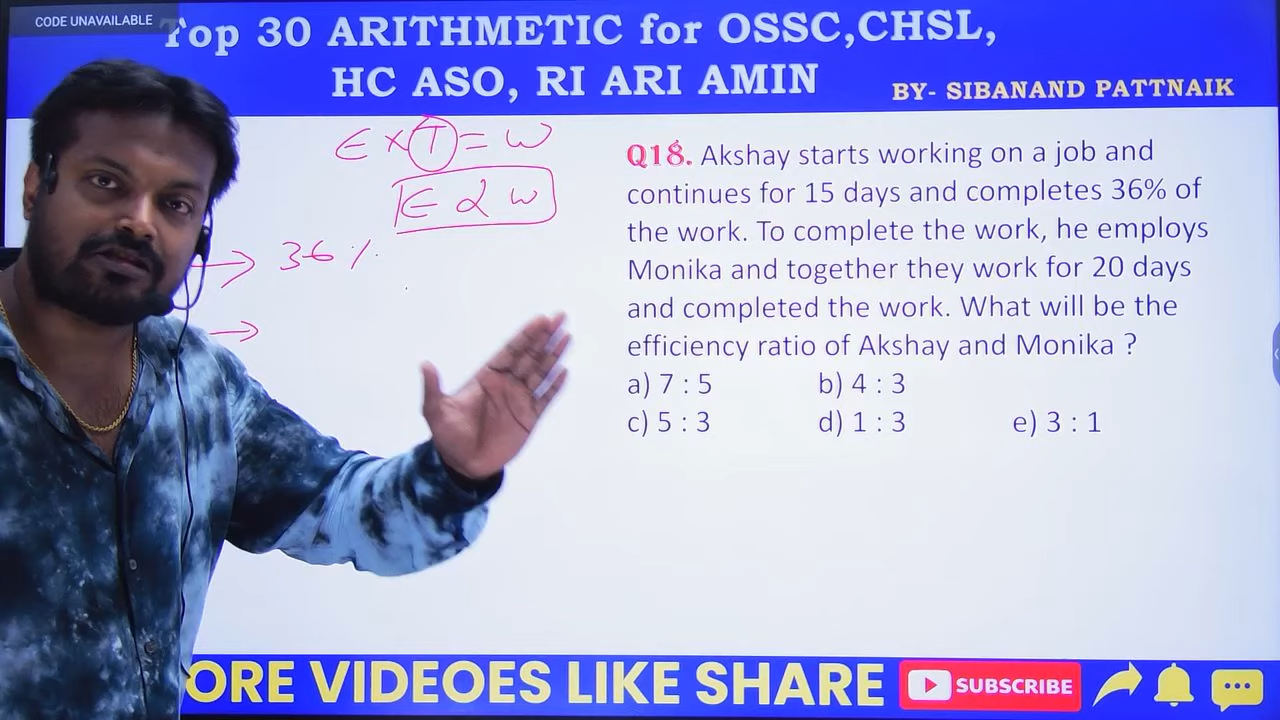 CODE UNAVAILABLE
Top 30 ARITHMETIC for OSSC,CHSL,
HC ASO, RI ARI AMIN
BY- SIBANAND PATTNAIK
E × T = W
E α W
→ 36 %
→
Q18. Akshay starts working on a job and
continues for 15 days and completes 36% of
the work. To complete the work, he employs
Monika and together they work for 20 days
and completed the work. What will be the
efficiency ratio of Akshay and Monika ?
a) 7 : 5 b) 4 : 3
c) 5 : 3 d) 1 : 3 e) 3 : 1
ORE VIDEOES LIKE SHARE
SUBSCRIBE